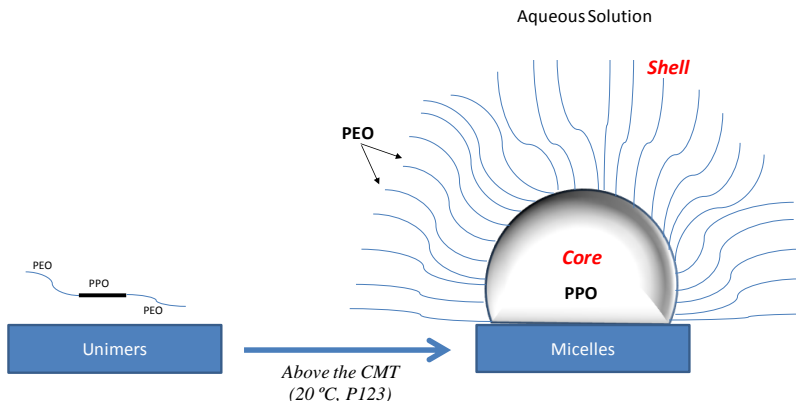 Aqueous Solution
Shell
PEO
Core
PPO
PEO
PPO
PEO
Unimers
Micelles
Above the CMT
(20 ºC, P123)